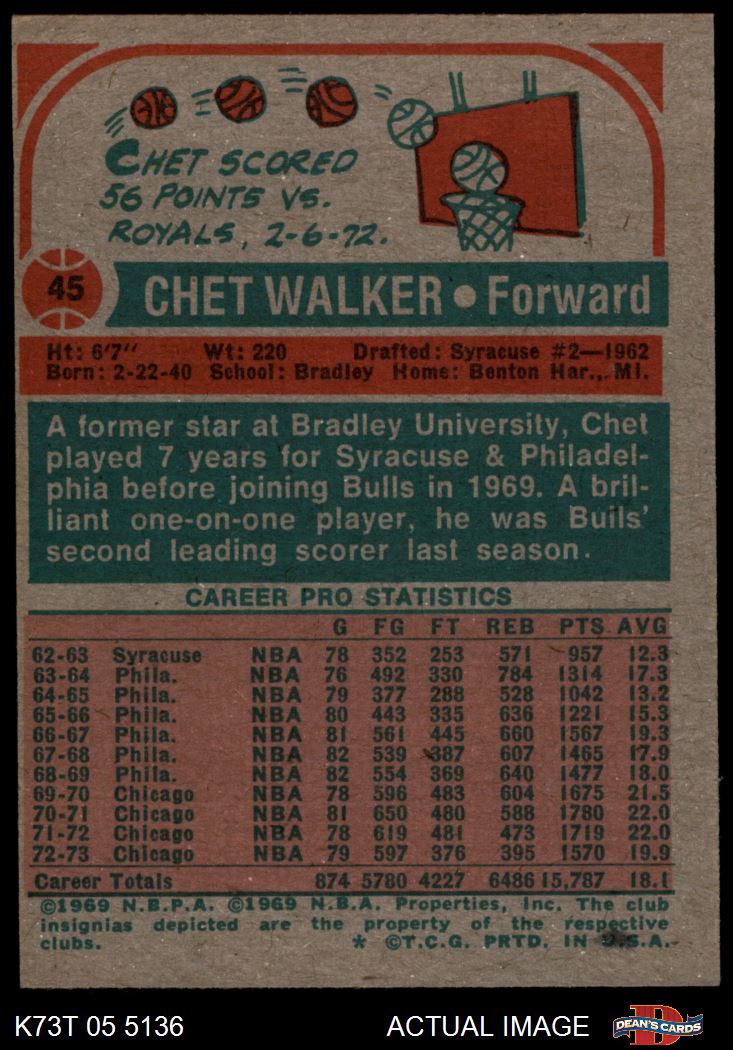 CHET SCORED
56 POINTS VS.
ROYALS, 2-6-72.
45
CHET WALKER • Forward
Ht: 6'7" Wt: 220 Drafted: Syracuse #2—1962
Born: 2-22-40 School: Bradley Home: Benton Har., MI.
A former star at Bradley University, Chet
played 7 years for Syracuse & Philadel-
phia before joining Bulls in 1969. A bril-
liant one-on-one player, he was Bulls'
second leading scorer last season.
CAREER PRO STATISTICS
G FG FT REB PTS AVG
62-63 Syracuse NBA 78 352 253 571 957 12.3
63-64 Phila. NBA 76 492 330 784 1314 17.3
64-65 Phila. NBA 79 377 288 528 1042 13.2
65-66 Phila. NBA 80 443 335 636 1221 15.3
66-67 Phila. NBA 81 561 445 660 1567 19.3
67-68 Phila. NBA 82 539 387 607 1465 17.9
68-69 Phila. NBA 82 554 369 640 1477 18.0
69-70 Chicago NBA 78 596 483 604 1675 21.5
70-71 Chicago NBA 81 650 480 588 1780 22.0
71-72 Chicago NBA 78 619 481 473 1719 22.0
72-73 Chicago NBA 79 597 376 395 1570 19.9
Career Totals 874 5780 4227 6486 15,787 18.1
©1969 N.B.P.A. ©1969 N.B.A. Properties, Inc. The club
insignias depicted are the property of the respective
clubs. * ©T.C.G. PRTD. IN U.S.A.
K73T 05 5136 ACTUAL IMAGE DEAN'S CARDS